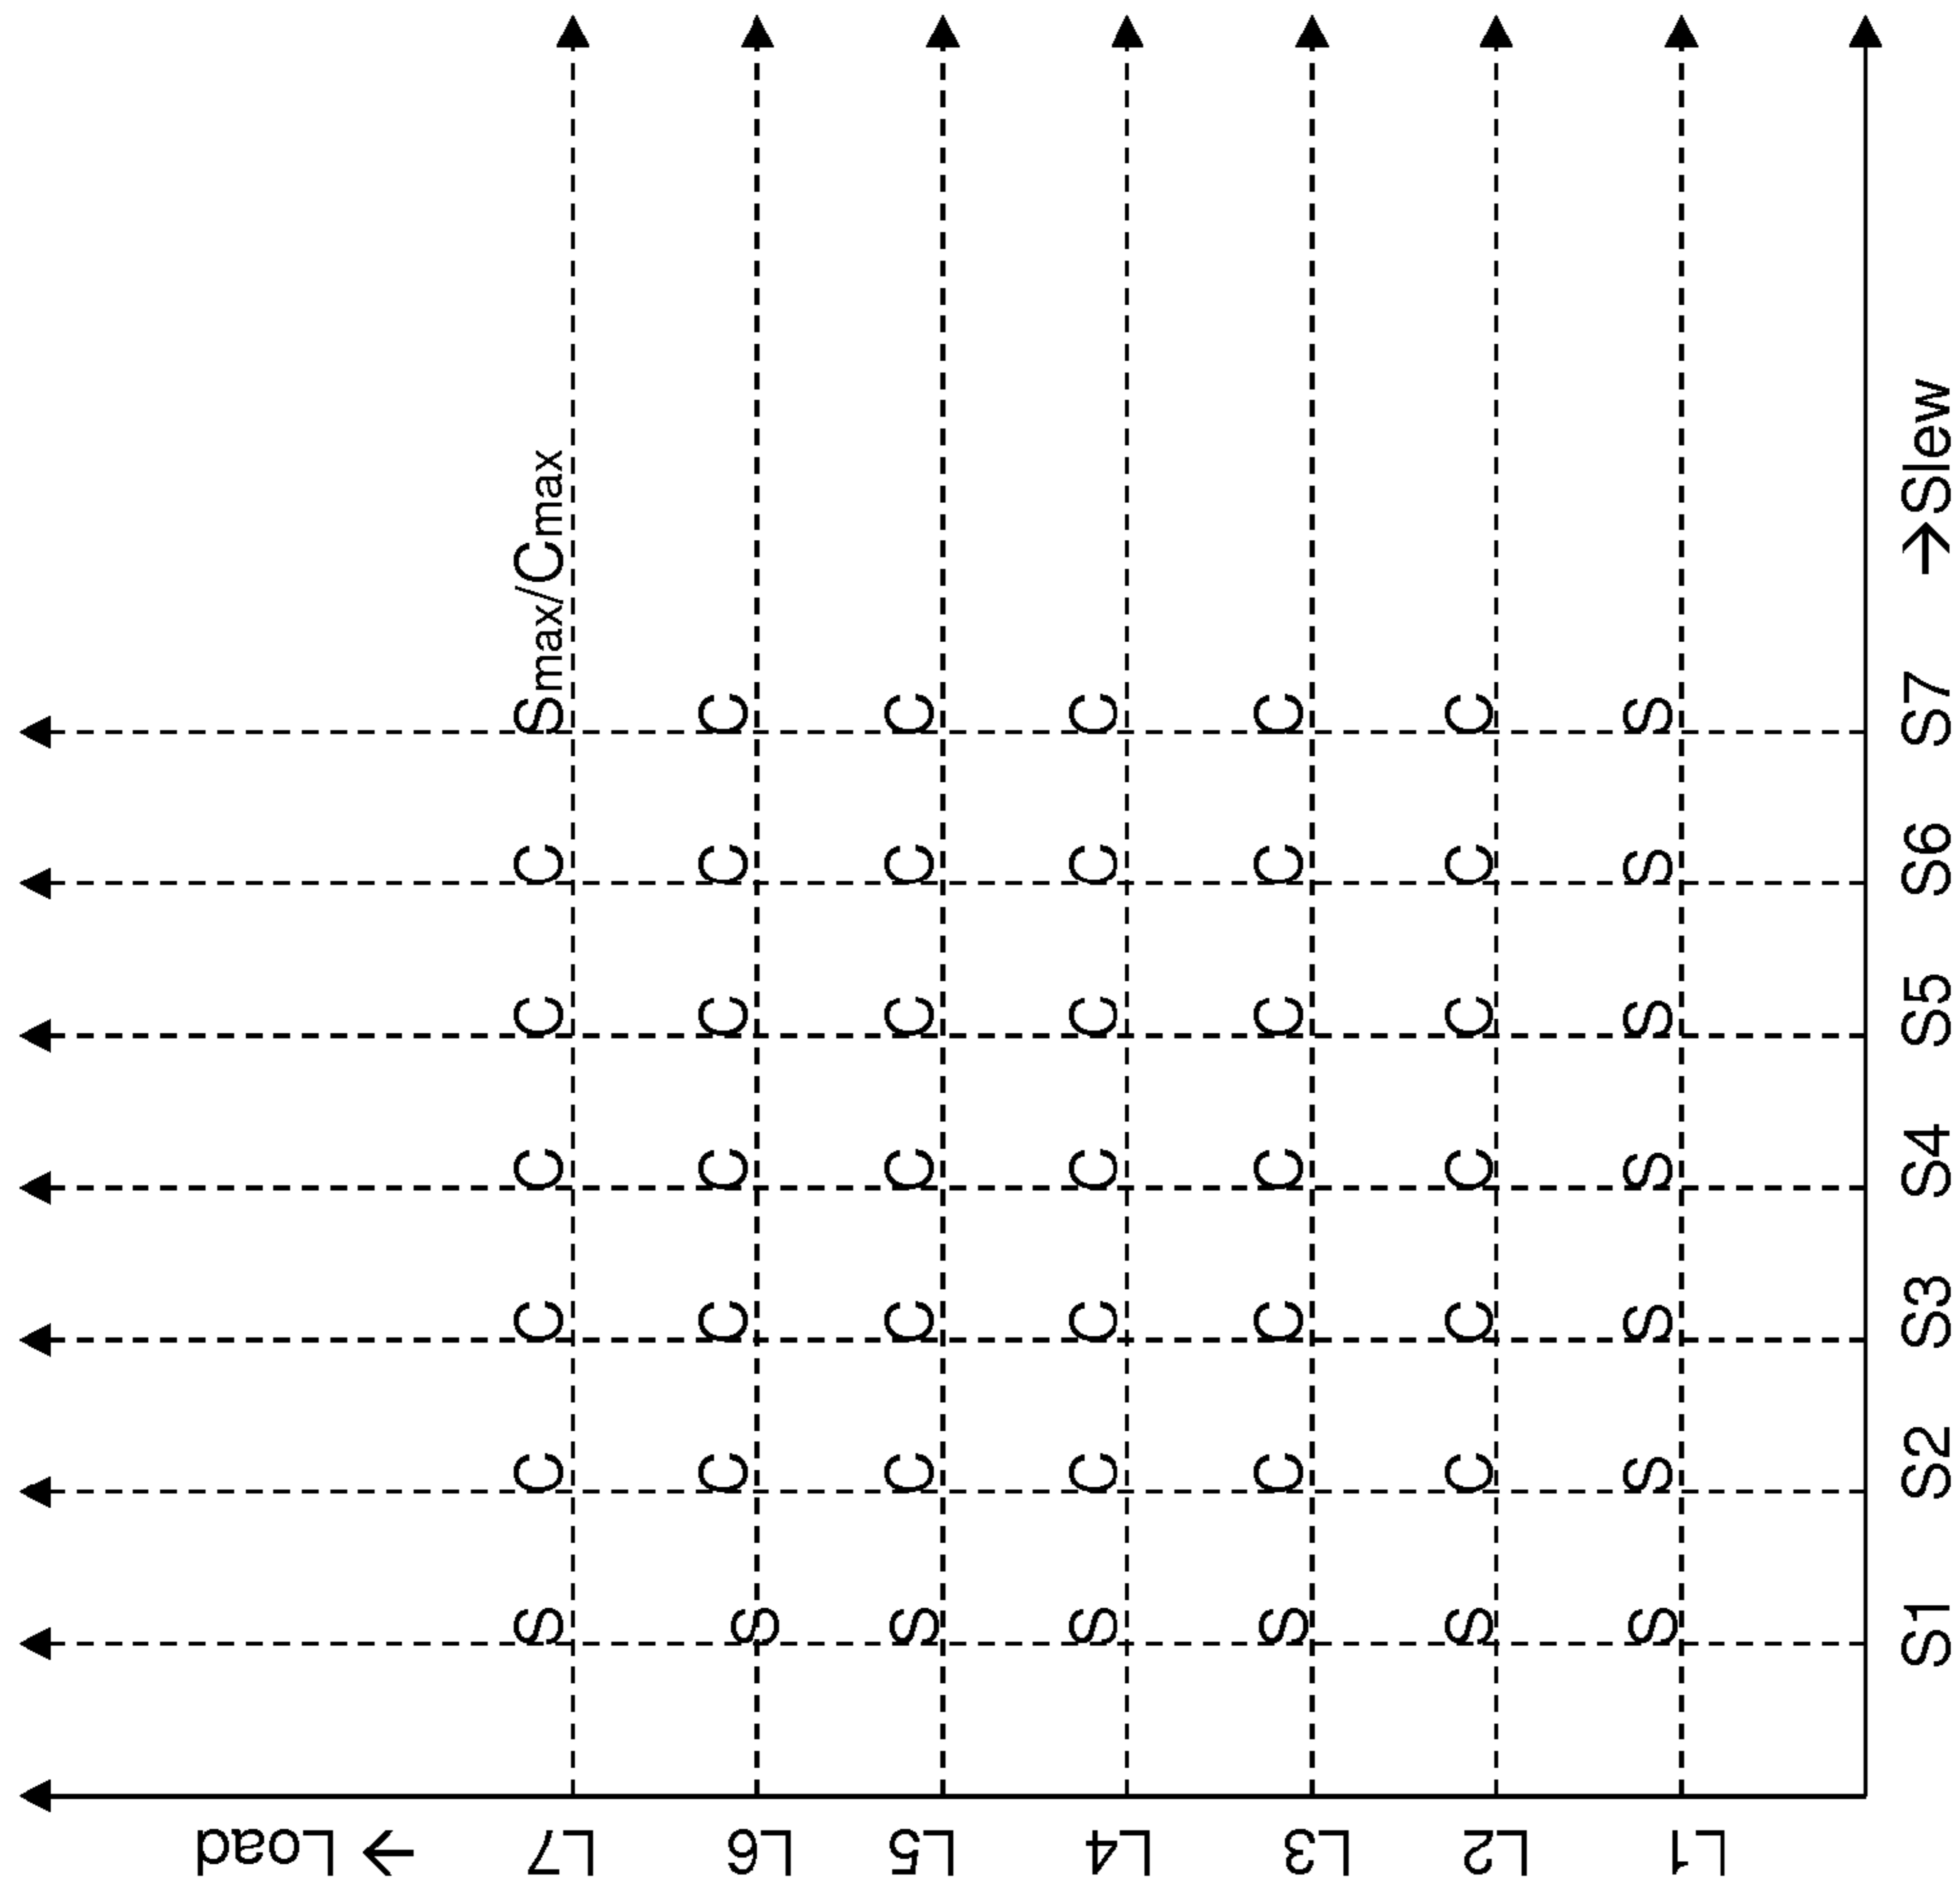 →Load
L7 S C C C C C Smax/Cmax
L6 S C C C C C C
L5 S C C C C C C
L4 S C C C C C C
L3 S C C C C C C
L2 S C C C C C C
L1 S S S S S S S
S1 S2 S3 S4 S5 S6 S7 →Slew